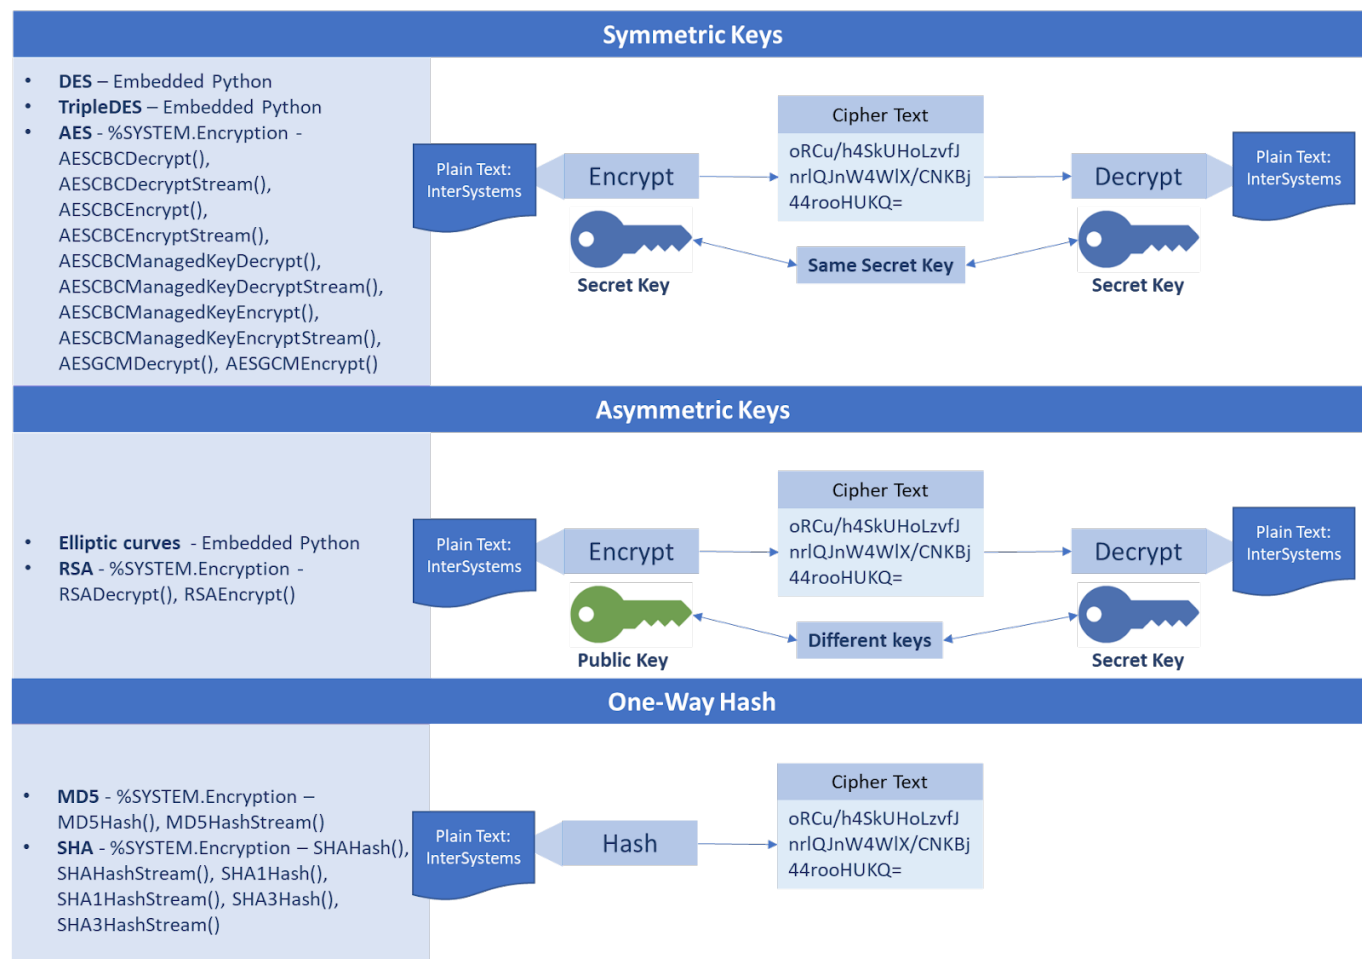 Symmetric Keys
• DES – Embedded Python
• TripleDES – Embedded Python
• AES - %SYSTEM.Encryption -
AESCBCDecrypt(),
AESCBCDecryptStream(),
AESCBCEncrypt(),
AESCBCEncryptStream(),
AESCBCManagedKeyDecrypt(),
AESCBCManagedKeyDecryptStream(),
AESCBCManagedKeyEncrypt(),
AESCBCManagedKeyEncryptStream(),
AESGCMDecrypt(), AESGCMEncrypt()
Plain Text:
InterSystems
Encrypt
Secret Key
Cipher Text
oRCu/h4SkUHoLzvfJ
nrlQJnW4WlX/CNKBj
44rooHUKQ=
Same Secret Key
Decrypt
Secret Key
Plain Text:
InterSystems
Asymmetric Keys
• Elliptic curves - Embedded Python
• RSA - %SYSTEM.Encryption -
RSADecrypt(), RSAEncrypt()
Plain Text:
InterSystems
Encrypt
Public Key
Cipher Text
oRCu/h4SkUHoLzvfJ
nrlQJnW4WlX/CNKBj
44rooHUKQ=
Different keys
Decrypt
Secret Key
Plain Text:
InterSystems
One-Way Hash
• MD5 - %SYSTEM.Encryption –
MD5Hash(), MD5HashStream()
• SHA - %SYSTEM.Encryption – SHAHash(),
SHAHashStream(), SHA1Hash(),
SHA1HashStream(), SHA3Hash(),
SHA3HashStream()
Plain Text:
InterSystems
Hash
Cipher Text
oRCu/h4SkUHoLzvfJ
nrlQJnW4WlX/CNKBj
44rooHUKQ=